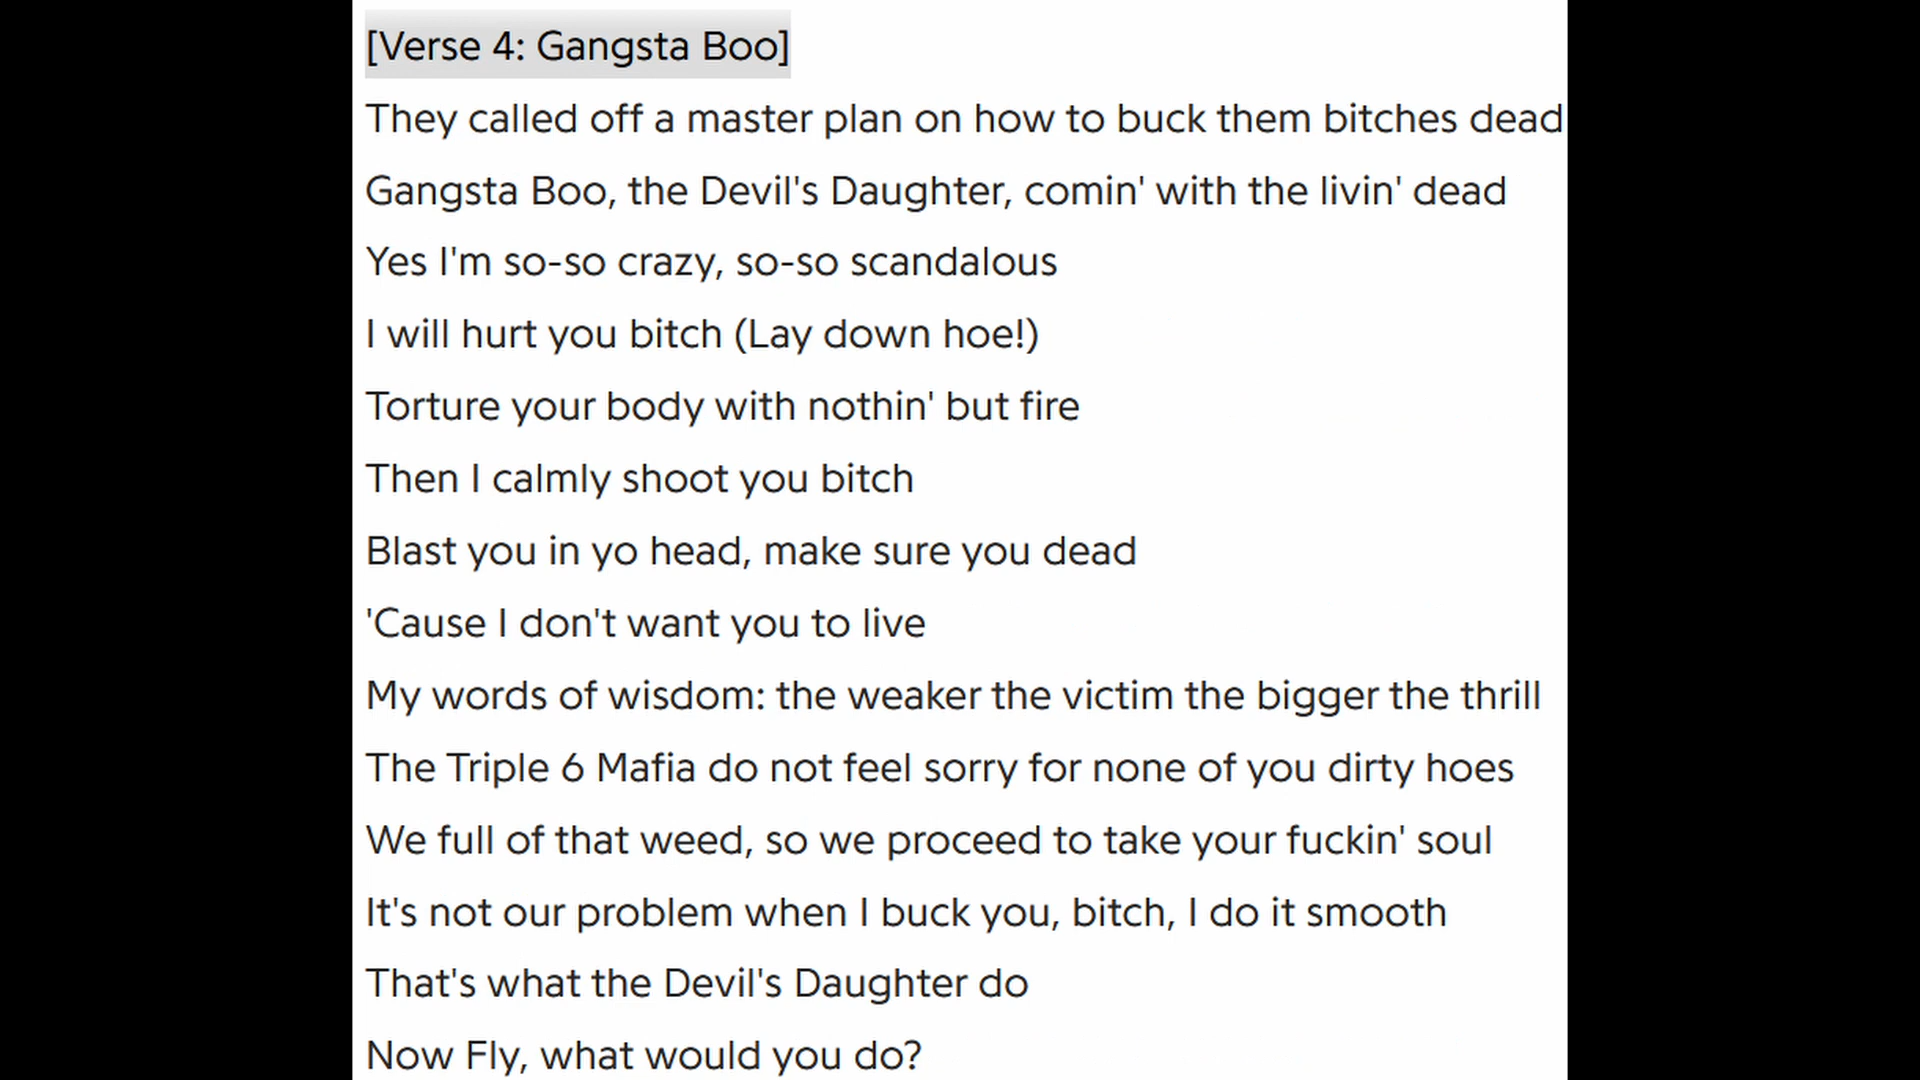 [Verse 4: Gangsta Boo]
They called off a master plan on how to buck them bitches dead
Gangsta Boo, the Devil's Daughter, comin' with the livin' dead
Yes I'm so-so crazy, so-so scandalous
I will hurt you bitch (Lay down hoe!)
Torture your body with nothin' but fire
Then I calmly shoot you bitch
Blast you in yo head, make sure you dead
'Cause I don't want you to live
My words of wisdom: the weaker the victim the bigger the thrill
The Triple 6 Mafia do not feel sorry for none of you dirty hoes
We full of that weed, so we proceed to take your fuckin' soul
It's not our problem when I buck you, bitch, I do it smooth
That's what the Devil's Daughter do
Now Fly, what would you do?